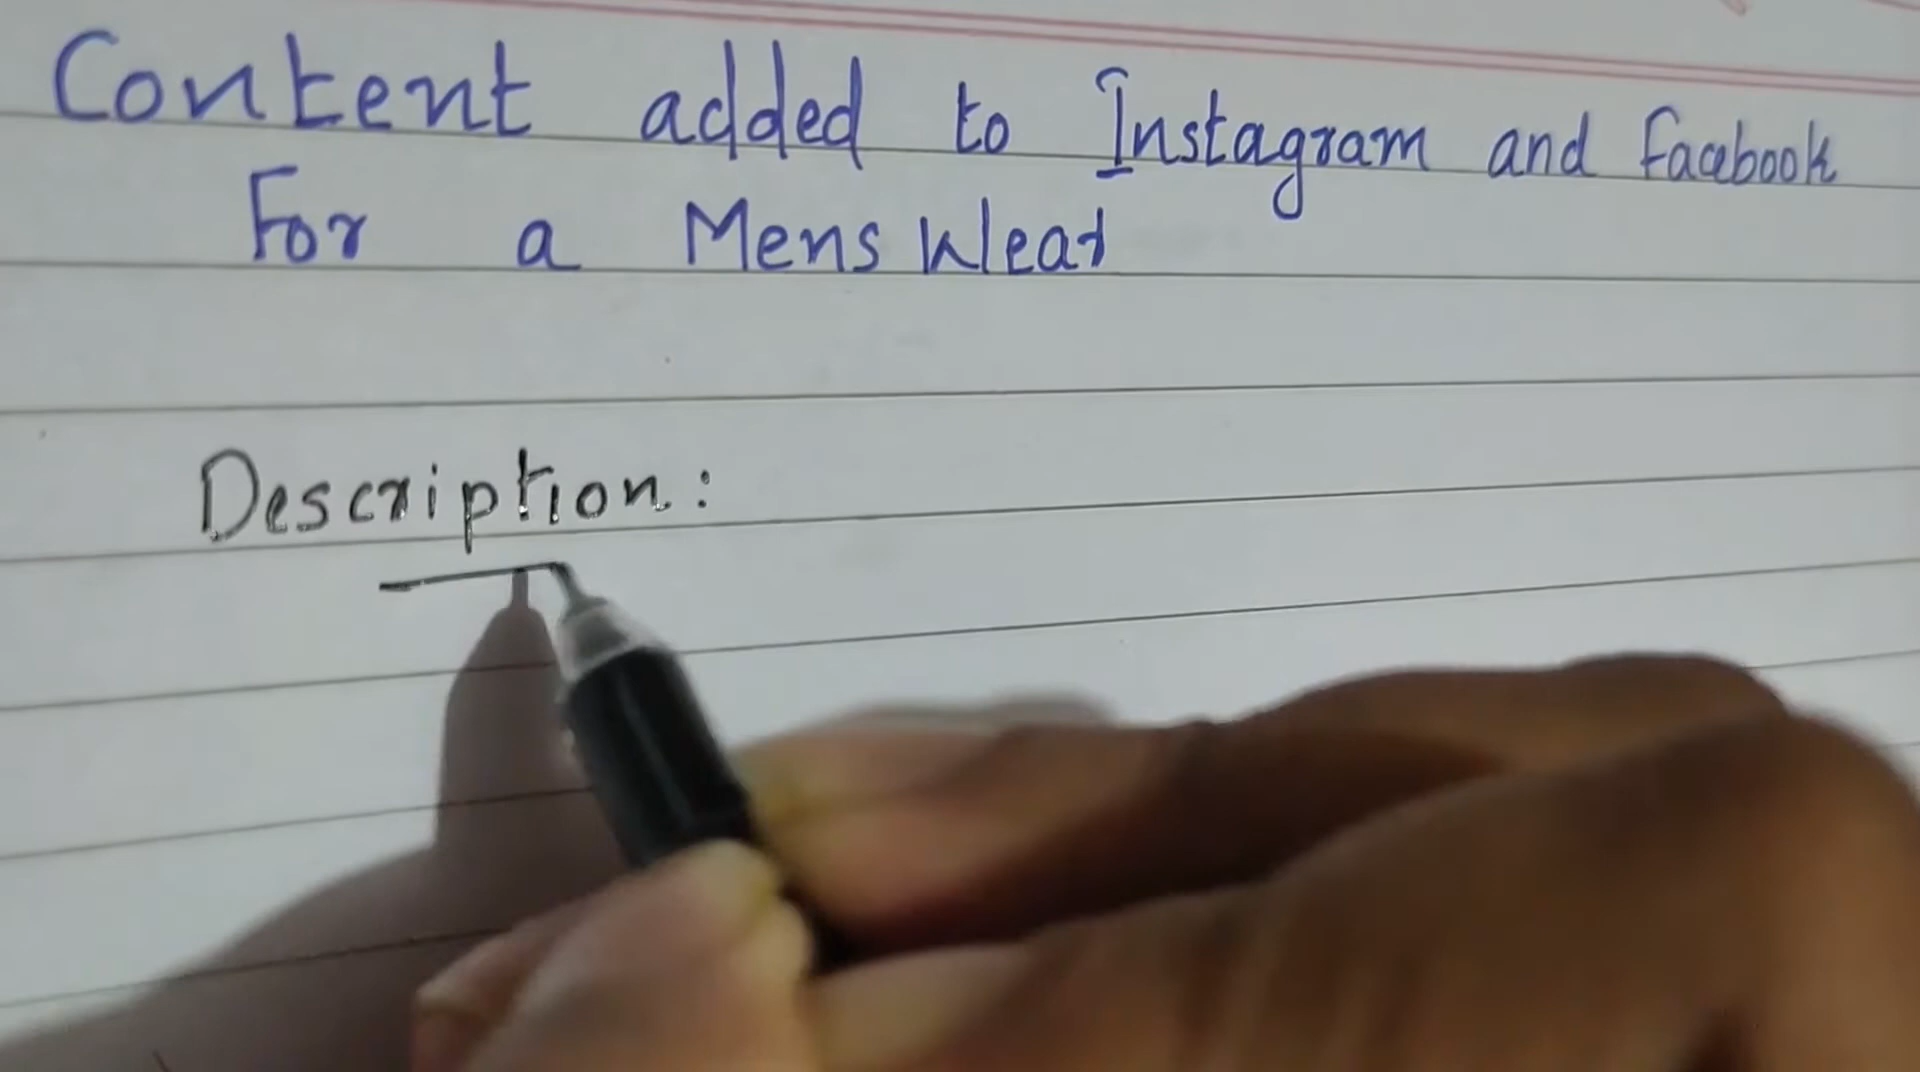 Content added to Instagram and Facebook
For a Mens Wear
Description: